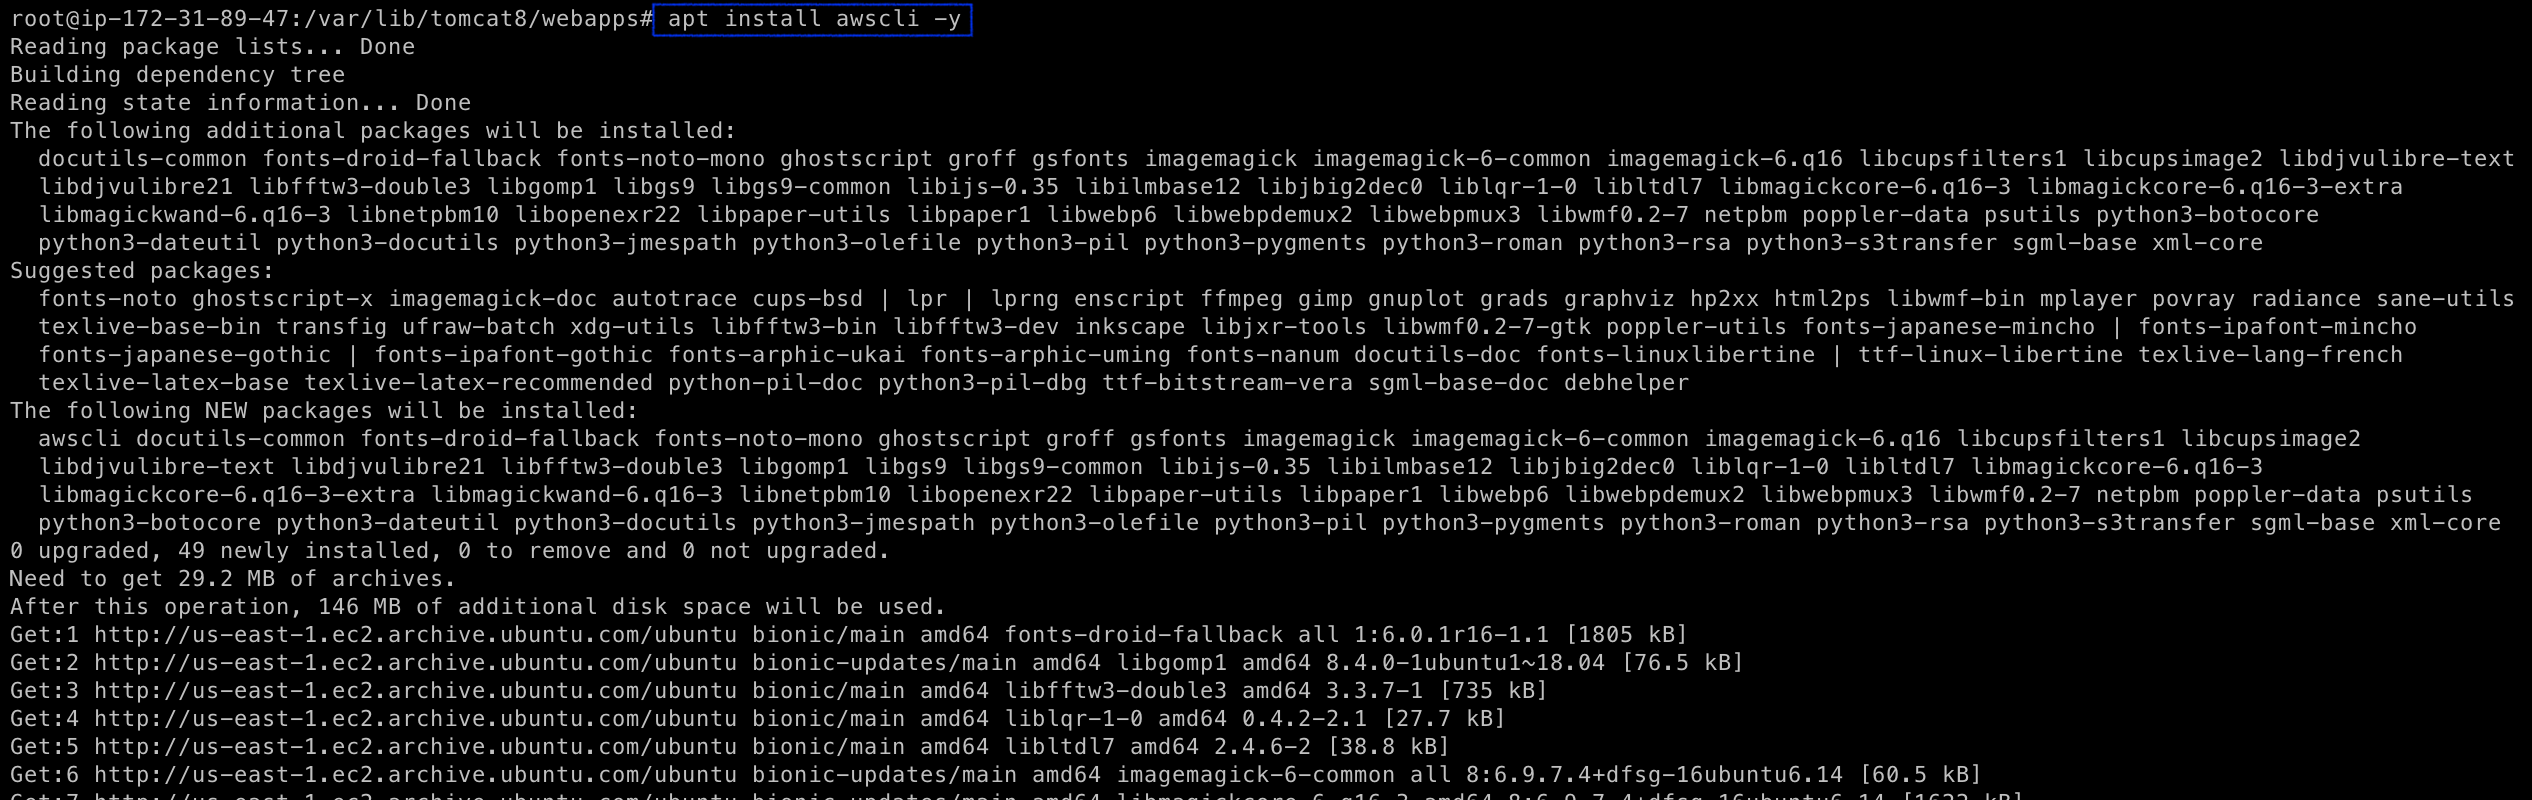 root@ip-172-31-89-47:/var/lib/tomcat8/webapps# apt install awscli -y
Reading package lists... Done
Building dependency tree
Reading state information... Done
The following additional packages will be installed:
  docutils-common fonts-droid-fallback fonts-noto-mono ghostscript groff gsfonts imagemagick imagemagick-6-common imagemagick-6.q16 libcupsfilters1 libcupsimage2 libdjvulibre-text
  libdjvulibre21 libfftw3-double3 libgomp1 libgs9 libgs9-common libijs-0.35 libilmbase12 libjbig2dec0 liblqr-1-0 libltdl7 libmagickcore-6.q16-3 libmagickcore-6.q16-3-extra
  libmagickwand-6.q16-3 libnetpbm10 libopenexr22 libpaper-utils libpaper1 libwebp6 libwebpdemux2 libwebpmux3 libwmf0.2-7 netpbm poppler-data psutils python3-botocore
  python3-dateutil python3-docutils python3-jmespath python3-olefile python3-pil python3-pygments python3-roman python3-rsa python3-s3transfer sgml-base xml-core
Suggested packages:
  fonts-noto ghostscript-x imagemagick-doc autotrace cups-bsd | lpr | lprng enscript ffmpeg gimp gnuplot grads graphviz hp2xx html2ps libwmf-bin mplayer povray radiance sane-utils
  texlive-base-bin transfig ufraw-batch xdg-utils libfftw3-bin libfftw3-dev inkscape libjxr-tools libwmf0.2-7-gtk poppler-utils fonts-japanese-mincho | fonts-ipafont-mincho
  fonts-japanese-gothic | fonts-ipafont-gothic fonts-arphic-ukai fonts-arphic-uming fonts-nanum docutils-doc fonts-linuxlibertine | ttf-linux-libertine texlive-lang-french
  texlive-latex-base texlive-latex-recommended python-pil-doc python3-pil-dbg ttf-bitstream-vera sgml-base-doc debhelper
The following NEW packages will be installed:
  awscli docutils-common fonts-droid-fallback fonts-noto-mono ghostscript groff gsfonts imagemagick imagemagick-6-common imagemagick-6.q16 libcupsfilters1 libcupsimage2
  libdjvulibre-text libdjvulibre21 libfftw3-double3 libgomp1 libgs9 libgs9-common libijs-0.35 libilmbase12 libjbig2dec0 liblqr-1-0 libltdl7 libmagickcore-6.q16-3
  libmagickcore-6.q16-3-extra libmagickwand-6.q16-3 libnetpbm10 libopenexr22 libpaper-utils libpaper1 libwebp6 libwebpdemux2 libwebpmux3 libwmf0.2-7 netpbm poppler-data psutils
  python3-botocore python3-dateutil python3-docutils python3-jmespath python3-olefile python3-pil python3-pygments python3-roman python3-rsa python3-s3transfer sgml-base xml-core
0 upgraded, 49 newly installed, 0 to remove and 0 not upgraded.
Need to get 29.2 MB of archives.
After this operation, 146 MB of additional disk space will be used.
Get:1 http://us-east-1.ec2.archive.ubuntu.com/ubuntu bionic/main amd64 fonts-droid-fallback all 1:6.0.1r16-1.1 [1805 kB]
Get:2 http://us-east-1.ec2.archive.ubuntu.com/ubuntu bionic-updates/main amd64 libgomp1 amd64 8.4.0-1ubuntu1~18.04 [76.5 kB]
Get:3 http://us-east-1.ec2.archive.ubuntu.com/ubuntu bionic/main amd64 libfftw3-double3 amd64 3.3.7-1 [735 kB]
Get:4 http://us-east-1.ec2.archive.ubuntu.com/ubuntu bionic/main amd64 liblqr-1-0 amd64 0.4.2-2.1 [27.7 kB]
Get:5 http://us-east-1.ec2.archive.ubuntu.com/ubuntu bionic/main amd64 libltdl7 amd64 2.4.6-2 [38.8 kB]
Get:6 http://us-east-1.ec2.archive.ubuntu.com/ubuntu bionic-updates/main amd64 imagemagick-6-common all 8:6.9.7.4+dfsg-16ubuntu6.14 [60.5 kB]